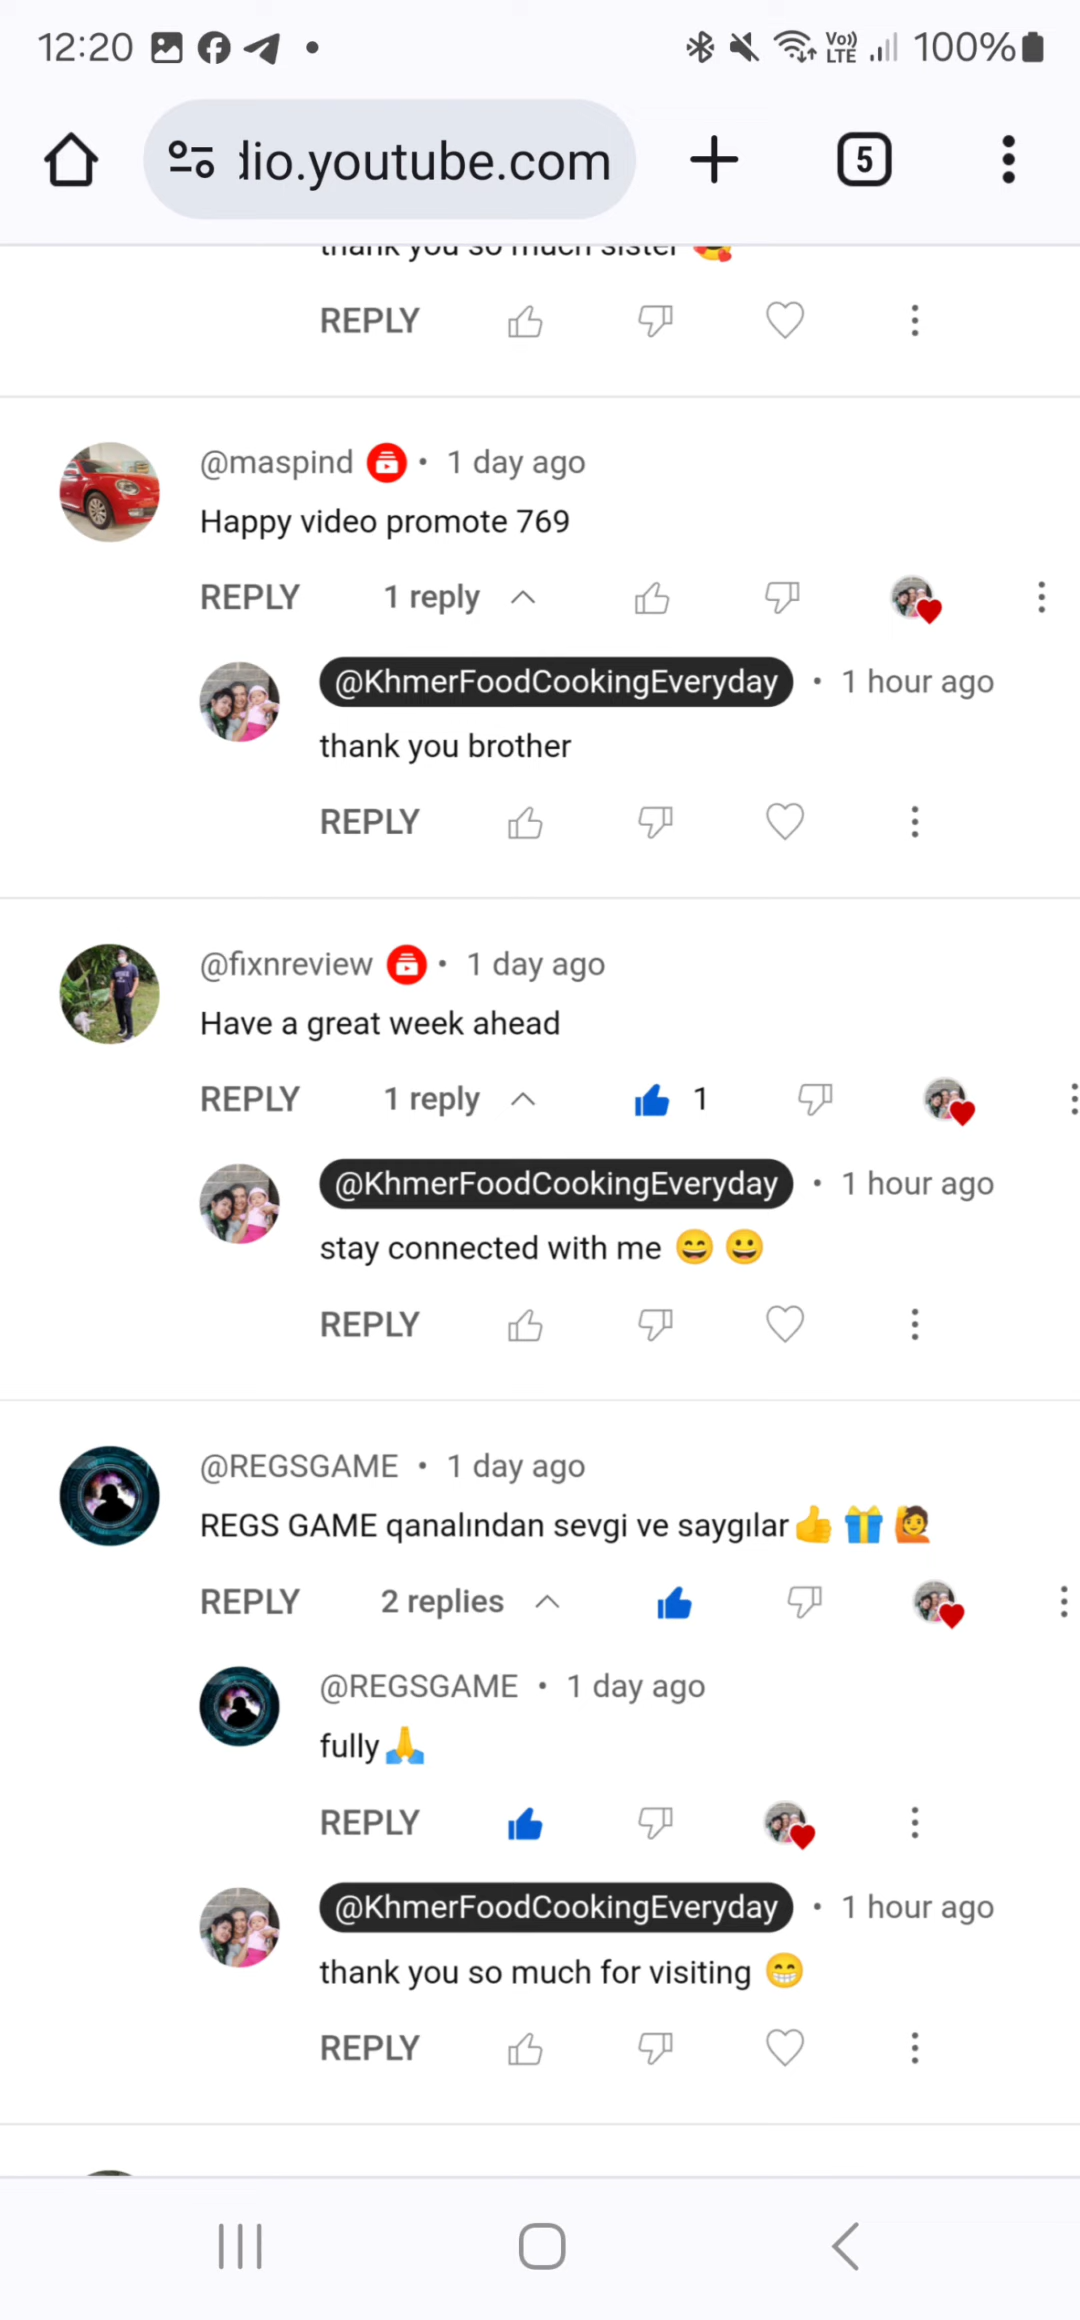 12:20
Vo)) LTE
100%
dio.youtube.com
5
thank you so much sister 🥰
REPLY
@maspind • 1 day ago
Happy video promote 769
REPLY 1 reply
@KhmerFoodCookingEveryday • 1 hour ago
thank you brother
REPLY
@fixnreview • 1 day ago
Have a great week ahead
REPLY 1 reply 1
@KhmerFoodCookingEveryday • 1 hour ago
stay connected with me 😄 😀
REPLY
@REGSGAME • 1 day ago
REGS GAME qanalından sevgi ve saygılar👍 🎁 🙋
REPLY 2 replies
@REGSGAME • 1 day ago
fully🙏
REPLY
@KhmerFoodCookingEveryday • 1 hour ago
thank you so much for visiting 😁
REPLY